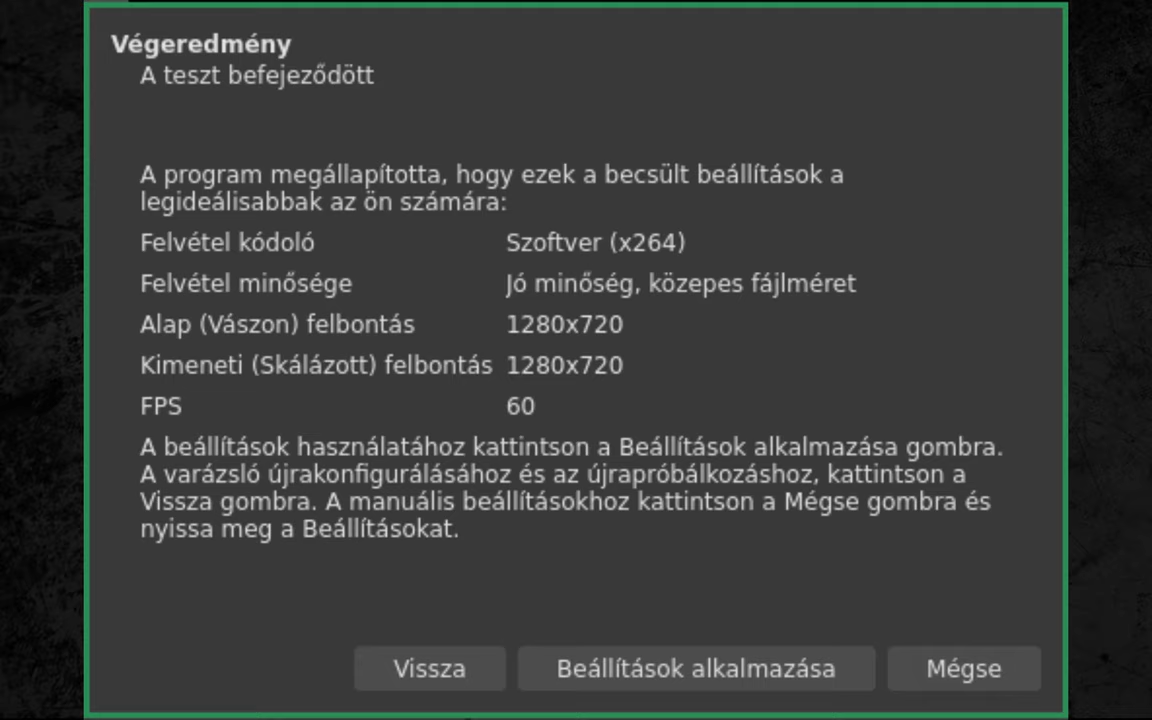 Végeredmény
A teszt befejeződött
A program megállapította, hogy ezek a becsült beállítások a
legideálisabbak az ön számára:
Felvétel kódoló Szoftver (x264)
Felvétel minősége Jó minőség, közepes fájlméret
Alap (Vászon) felbontás 1280x720
Kimeneti (Skálázott) felbontás 1280x720
FPS 60
A beállítások használatához kattintson a Beállítások alkalmazása gombra.
A varázsló újrakonfigurálásához és az újrapróbálkozáshoz, kattintson a
Vissza gombra. A manuális beállításokhoz kattintson a Mégse gombra és
nyissa meg a Beállításokat.
Vissza Beállítások alkalmazása Mégse